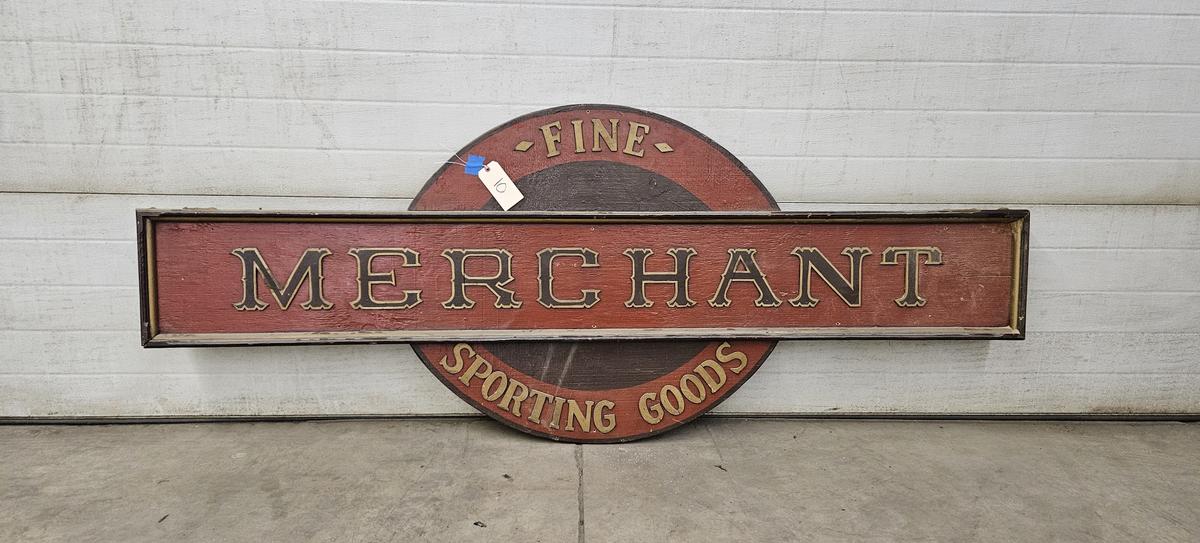 -FINE-
10
MERCHANT
SPORTING GOODS